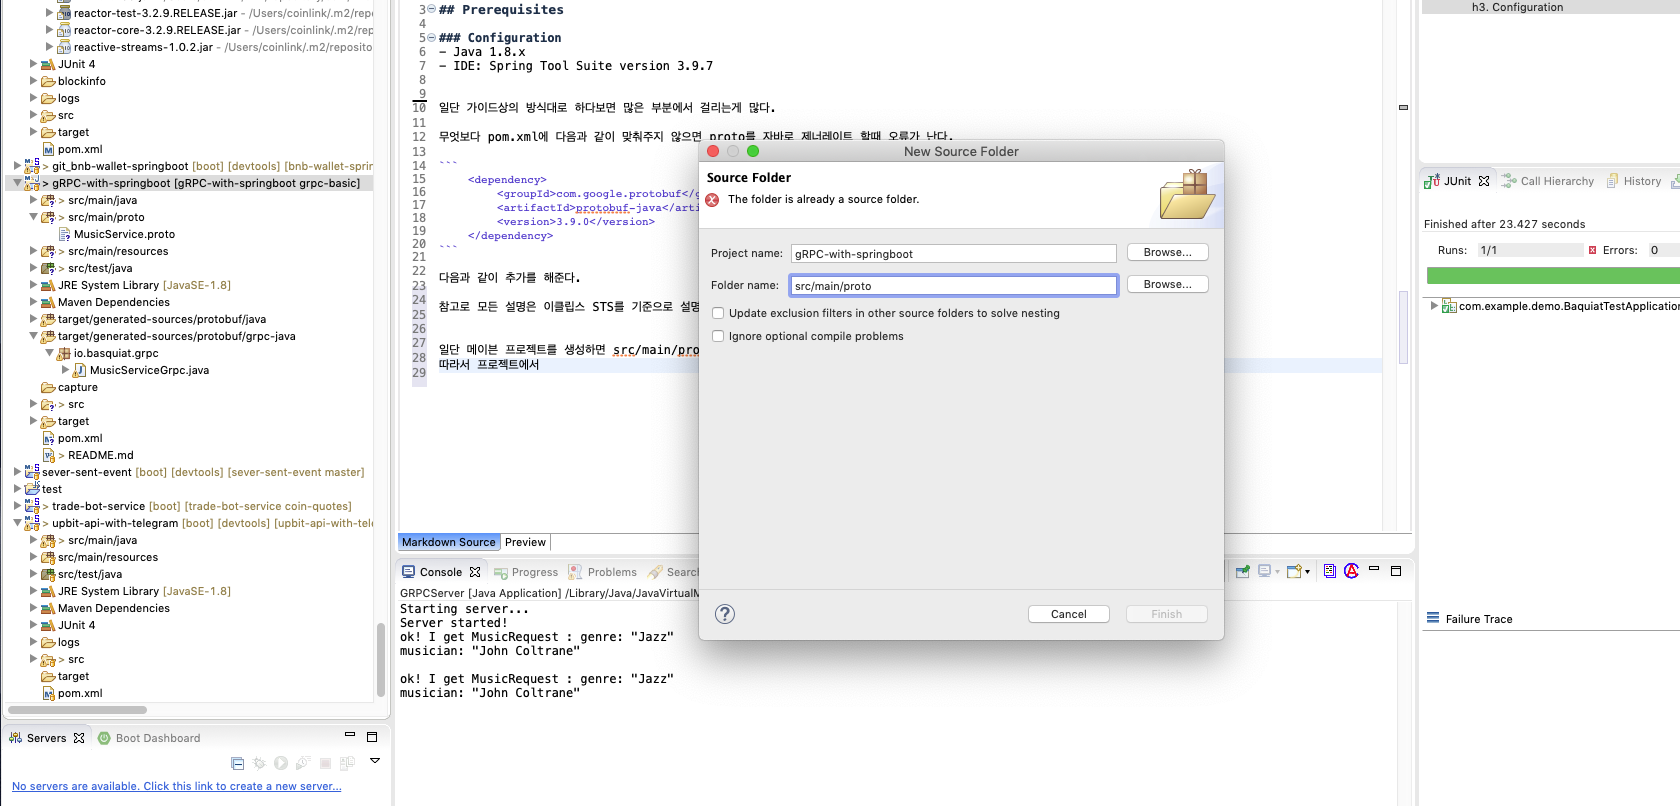 reactor-test-3.2.9.RELEASE.jar - /Users/coinlink/.m2/repo
reactor-core-3.2.9.RELEASE.jar - /Users/coinlink/.m2/rep
reactive-streams-1.0.2.jar - /Users/coinlink/.m2/reposito
JUnit 4
blockinfo
logs
src
target
pom.xml
> git_bnb-wallet-springboot [boot] [devtools] [bnb-wallet-sprin
> gRPC-with-springboot [gRPC-with-springboot grpc-basic]
> src/main/java
> src/main/proto
MusicService.proto
> src/main/resources
> src/test/java
JRE System Library [JavaSE-1.8]
Maven Dependencies
target/generated-sources/protobuf/java
target/generated-sources/protobuf/grpc-java
io.basquiat.grpc
MusicServiceGrpc.java
capture
> src
target
pom.xml
> README.md
sever-sent-event [boot] [devtools] [sever-sent-event master]
test
> trade-bot-service [boot] [trade-bot-service coin-quotes]
> upbit-api-with-telegram [boot] [devtools] [upbit-api-with-tele
> src/main/java
src/main/resources
src/test/java
JRE System Library [JavaSE-1.8]
Maven Dependencies
JUnit 4
logs
> src
target
pom.xml
Servers
Boot Dashboard
No servers are available. Click this link to create a new server...
3 ## Prerequisites
4
5 ### Configuration
6 - Java 1.8.x
7 - IDE: Spring Tool Suite version 3.9.7
8
9
10 일단 가이드상의 방식대로 하다보면 많은 부분에서 걸리는게 많다.
11
12 무엇보다 pom.xml에 다음과 같이 맞춰주지 않으면 proto를 자바로 제너레이트 할때 오류가 난다.
13
14 ```
15 <dependency>
16 <groupId>com.google.protobuf</g
17 <artifactId>protobuf-java</arti
18 <version>3.9.0</version>
19 </dependency>
20 ```
21
22 다음과 같이 추가를 해준다.
23
24 참고로 모든 설명은 이클립스 STS를 기준으로 설명
25
26
27 일단 메이븐 프로젝트를 생성하면 src/main/pro
28 따라서 프로젝트에서
29
Markdown Source
Preview
New Source Folder
Source Folder
The folder is already a source folder.
Project name: gRPC-with-springboot Browse...
Folder name: src/main/proto Browse...
Update exclusion filters in other source folders to solve nesting
Ignore optional compile problems
? Cancel Finish
Console Progress Problems Searc
GRPCServer [Java Application] /Library/Java/JavaVirtualM
Starting server...
Server started!
ok! I get MusicRequest : genre: "Jazz"
musician: "John Coltrane"
ok! I get MusicRequest : genre: "Jazz"
musician: "John Coltrane"
h3. Configuration
JUnit Call Hierarchy History
Finished after 23.427 seconds
Runs: 1/1 Errors: 0
com.example.demo.BaquiatTestApplication
Failure Trace